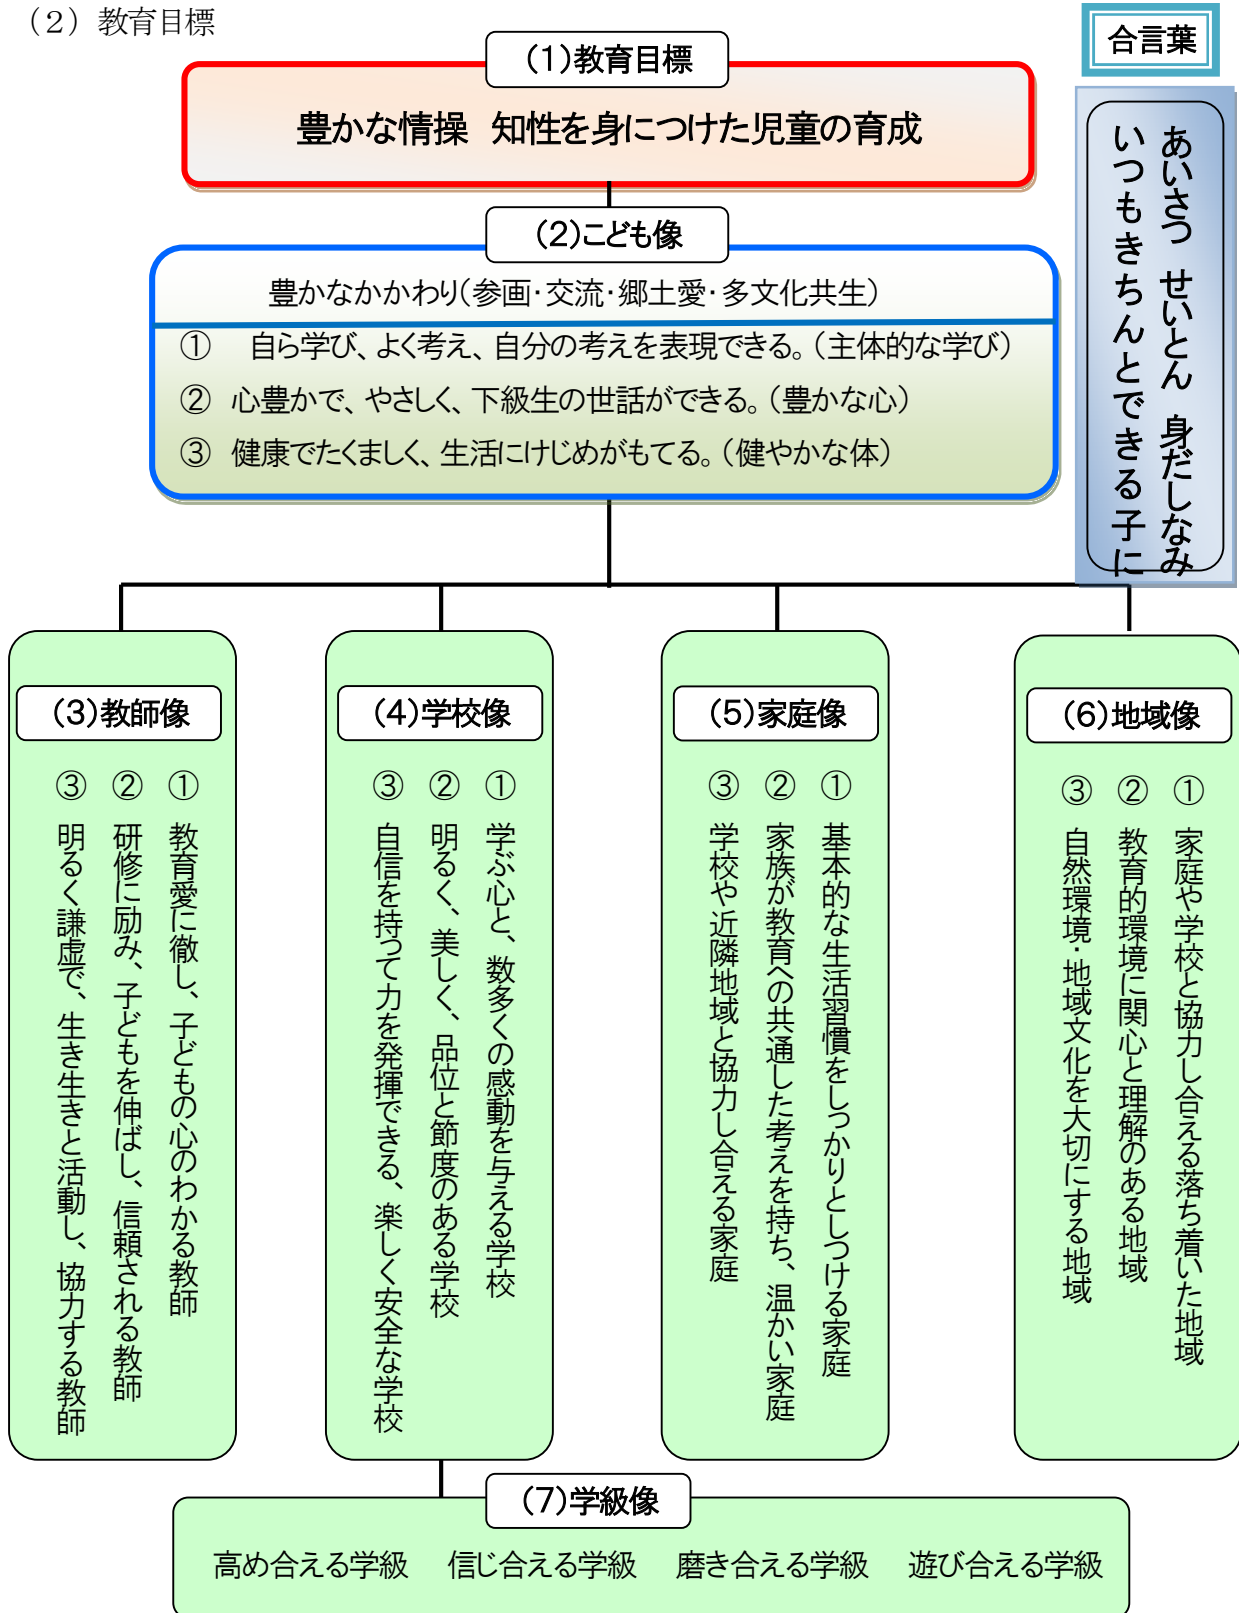 （２）教育目標
(1)教育目標
豊かな情操　知性を身につけた児童の育成
合言葉
あいさつ　せいとん　身だしなみ
いつもきちんとできる子に
(2)こども像
豊かなかかわり(参画・交流・郷土愛・多文化共生)
①　自ら学び、よく考え、自分の考えを表現できる。(主体的な学び)
②　心豊かで、やさしく、下級生の世話ができる。(豊かな心)
③　健康でたくましく、生活にけじめがもてる。(健やかな体)
(3)教師像
①　教育愛に徹し、子どもの心のわかる教師
②　研修に励み、子どもを伸ばし、信頼される教師
③　明るく謙虚で、生き生きと活動し、協力する教師
(4)学校像
①　学ぶ心と、数多くの感動を与える学校
②　明るく、美しく、品位と節度のある学校
③　自信を持つて力を発揮できる、楽しく安全な学校
(5)家庭像
①　基本的な生活習慣をしっかりとしつける家庭
②　家族が教育への共通した考えを持ち、温かい家庭
③　学校や近隣地域と協力し合える家庭
(6)地域像
①　家庭や学校と協力し合える落ち着いた地域
②　教育的環境に関心と理解のある地域
③　自然環境・地域文化を大切にする地域
(7)学級像
高め合える学級　信じ合える学級　磨き合える学級　遊び合える学級